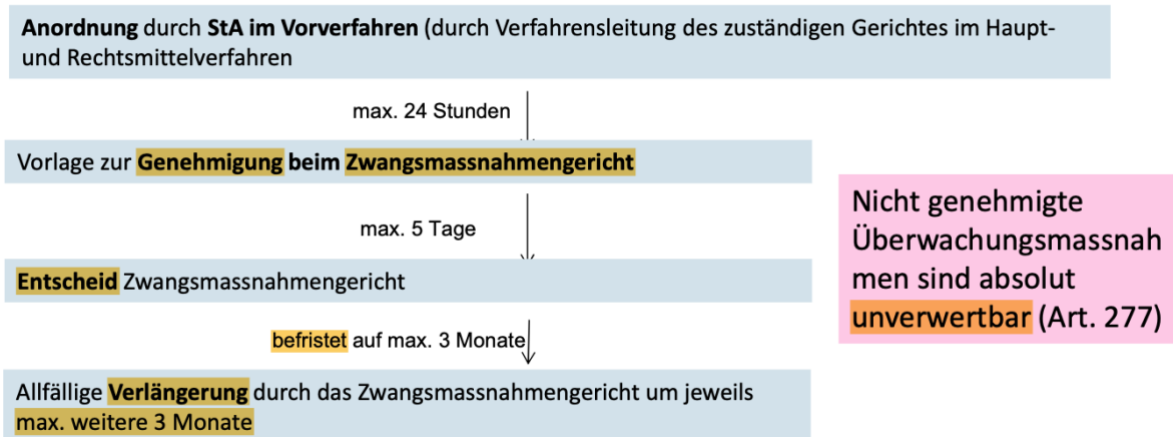 Anordnung durch StA im Vorverfahren (durch Verfahrensleitung des zuständigen Gerichtes im Haupt-
und Rechtsmittelverfahren
max. 24 Stunden
Vorlage zur Genehmigung beim Zwangsmassnahmengericht
max. 5 Tage
Entscheid Zwangsmassnahmengericht
befristet auf max. 3 Monate
Allfällige Verlängerung durch das Zwangsmassnahmengericht um jeweils
max. weitere 3 Monate
Nicht genehmigte
Überwachungsmassnah
men sind absolut
unverwertbar (Art. 277)